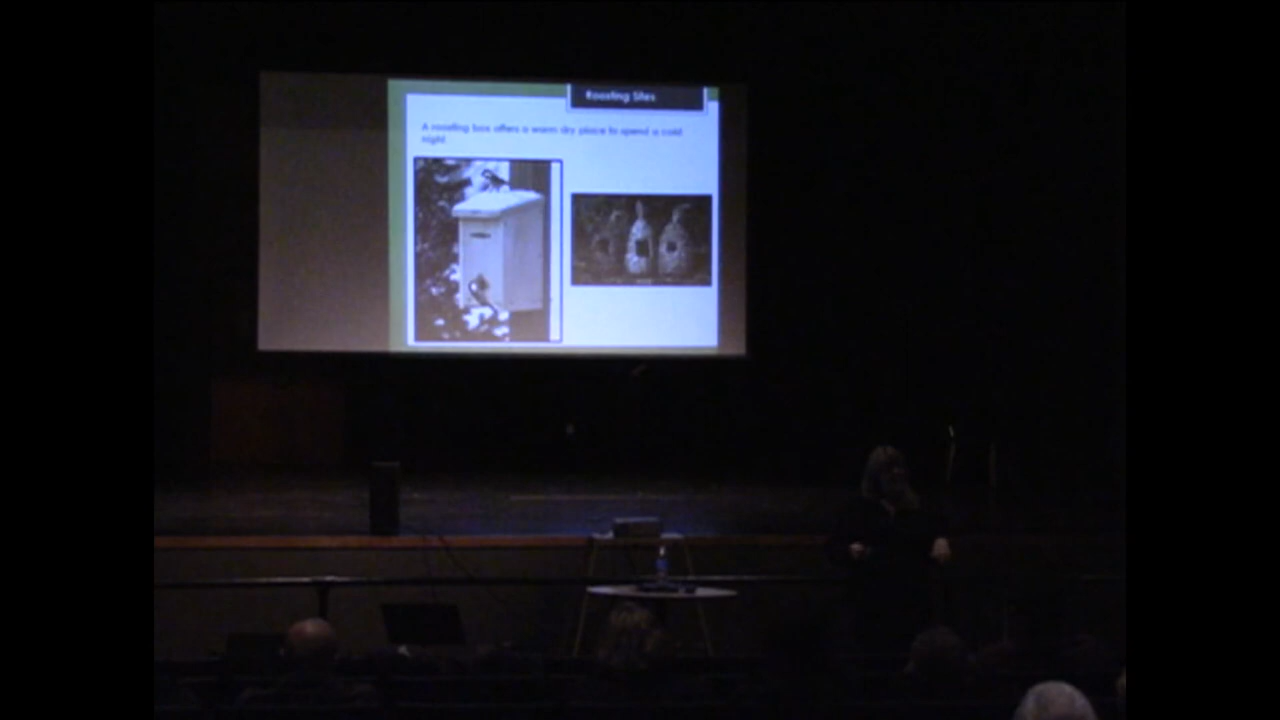 Roosting Sites
A roosting box offers a warm dry place to spend a cold
night